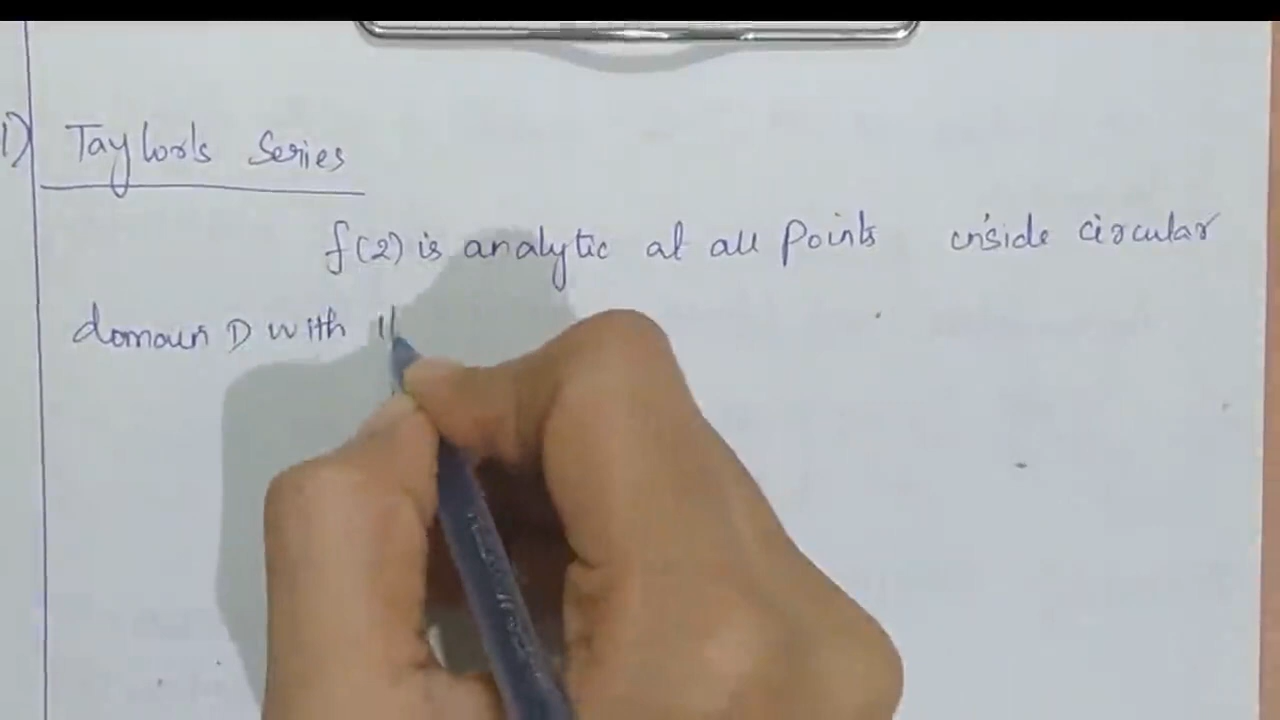 1) Taylor's Series
f(z) is analytic at all points inside circular
domain D with